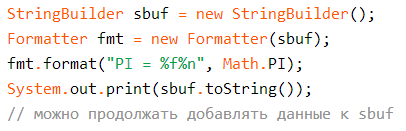 StringBuilder sbuf = new StringBuilder();
Formatter fmt = new Formatter(sbuf);
fmt.format("PI = %f%n", Math.PI);
System.out.print(sbuf.toString());
// можно продолжать добавлять данные к sbuf